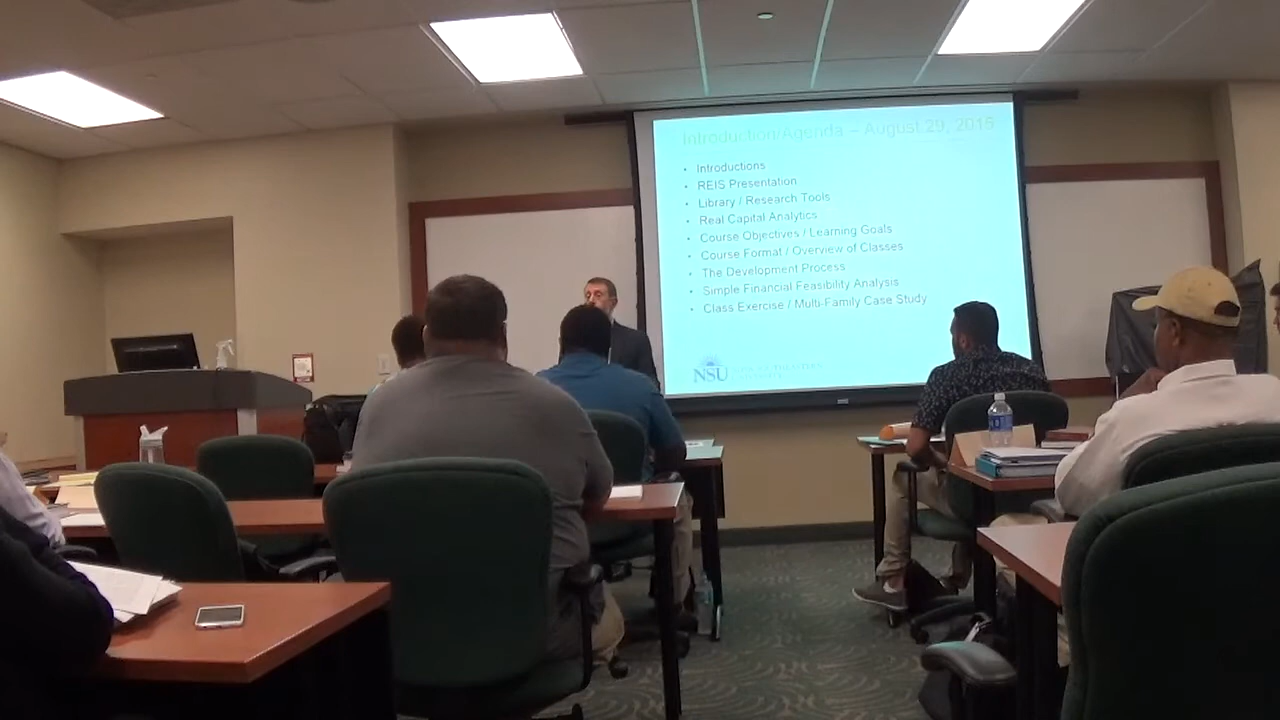 Introduction/Agenda – August 29, 2016
• Introductions
• REIS Presentation
• Library / Research Tools
• Real Capital Analytics
• Course Objectives / Learning Goals
• Course Format / Overview of Classes
• The Development Process
• Simple Financial Feasibility Analysis
• Class Exercise / Multi-Family Case Study
NSU